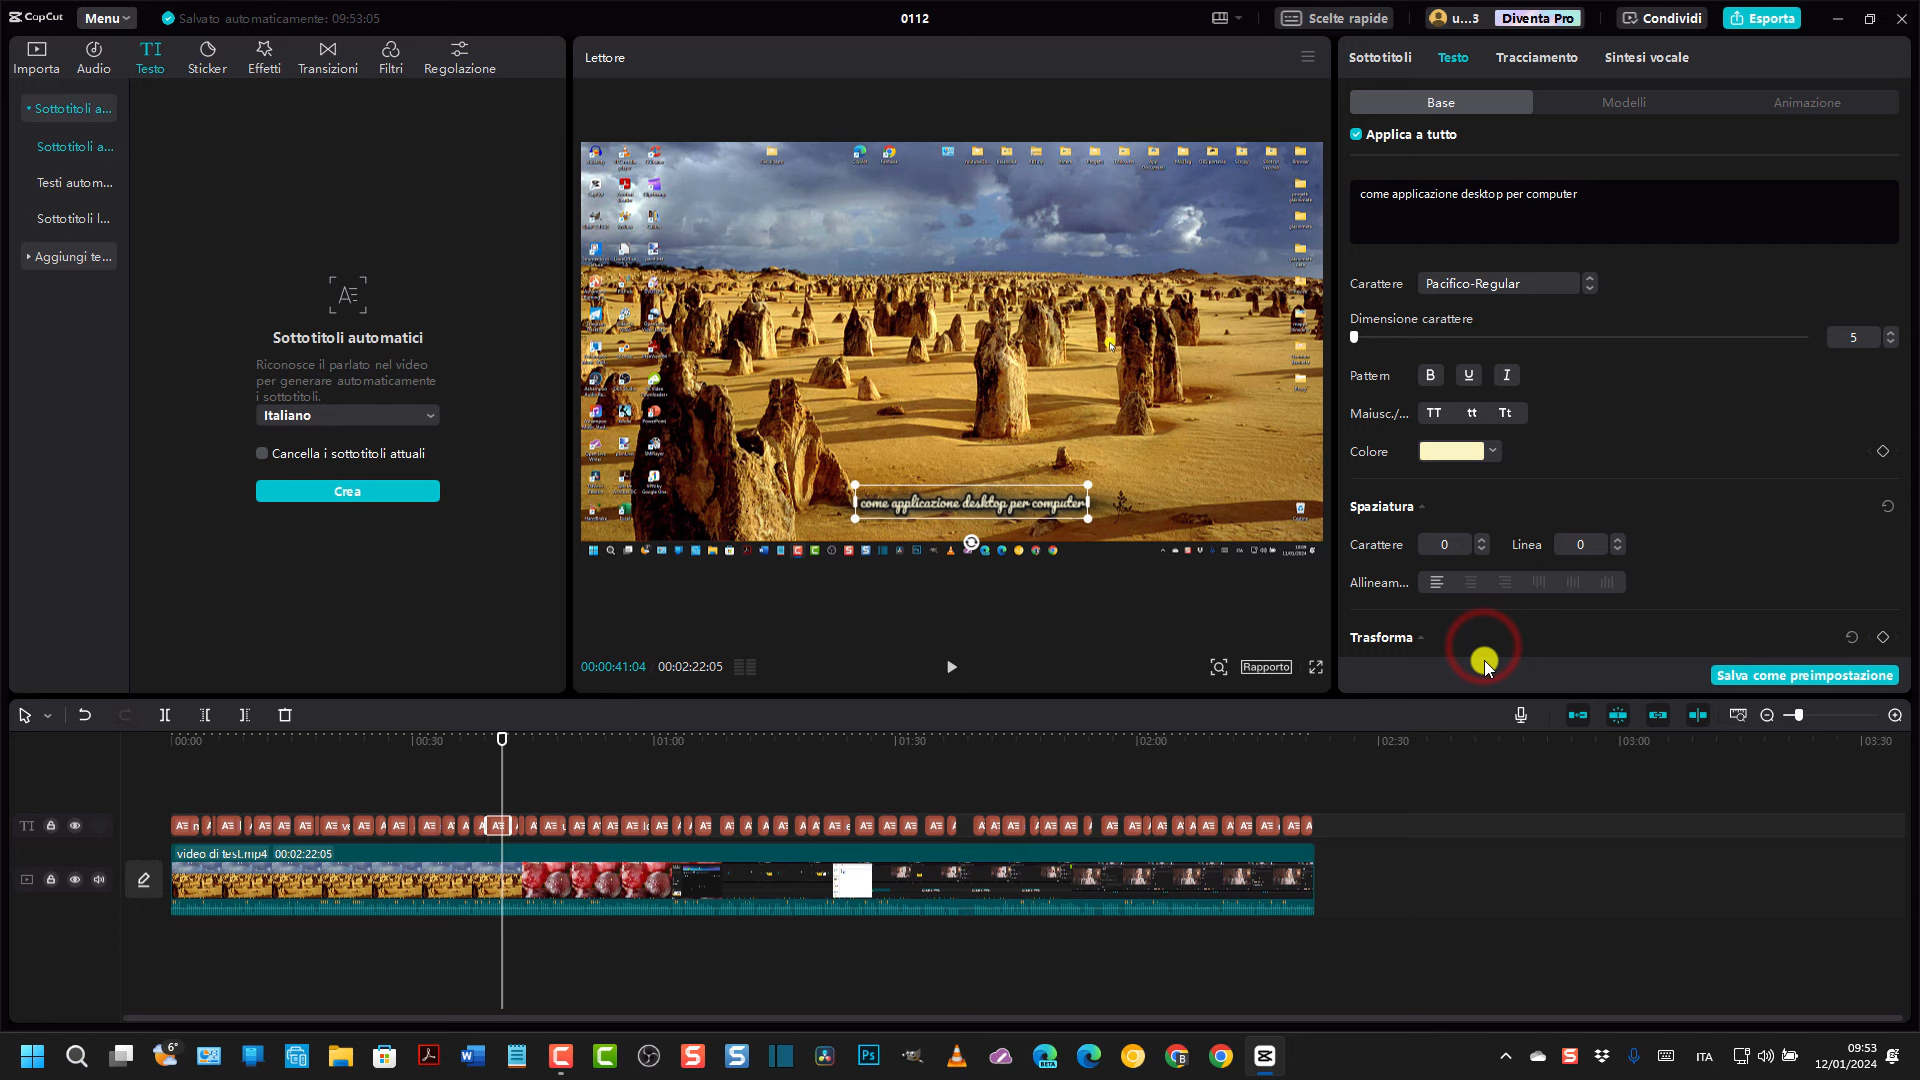 CapCut
Menu
Salvato automaticamente: 09:53:05
0112
Scelte rapide
u...3
Diventa Pro
Condividi
Esporta
Importa
Audio
Testo
Sticker
Effetti
Transizioni
Filtri
Regolazione
Lettore
Sottotitoli
Testo
Tracciamento
Sintesi vocale
Sottotitoli a...
Sottotitoli a...
Testi autom...
Sottotitoli l...
Aggiungi te...
Sottotitoli automatici
Riconosce il parlato nel video
per generare automaticamente
i sottotitoli.
Italiano
Cancella i sottotitoli attuali
Crea
come applicazione desktop per computer
00:00:41:04
00:02:22:05
Rapporto
Base
Modelli
Animazione
Applica a tutto
come applicazione desktop per computer
Carattere
Pacifico-Regular
Dimensione carattere
5
Pattern
B
U
I
Maiusc./...
TT
tt
Tt
Colore
Spaziatura
Carattere
0
Linea
0
Allineam...
Trasforma
Salva come preimpostazione
00:00
00:30
01:00
01:30
02:00
02:30
03:00
03:30
video di test.mp4
00:02:22:05
6°
ITA
09:53
12/01/2024